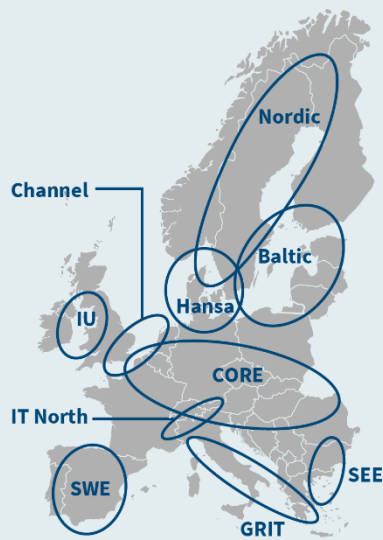 Nordic
Channel
Baltic
Hansa
IU
CORE
IT North
SWE
SEE
GRIT